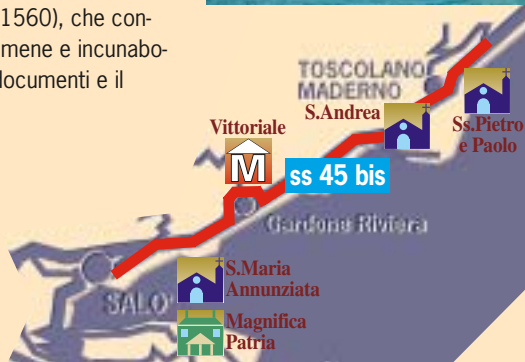 1560), che con-
mene e incunabo-
documenti e il
TOSCOLANO
MADERNO
S.Andrea
Ss.Pietro
e Paolo
Vittoriale
M
ss 45 bis
Gardone Riviera
S.Maria
Annunziata
SALO'
Magnifica
Patria